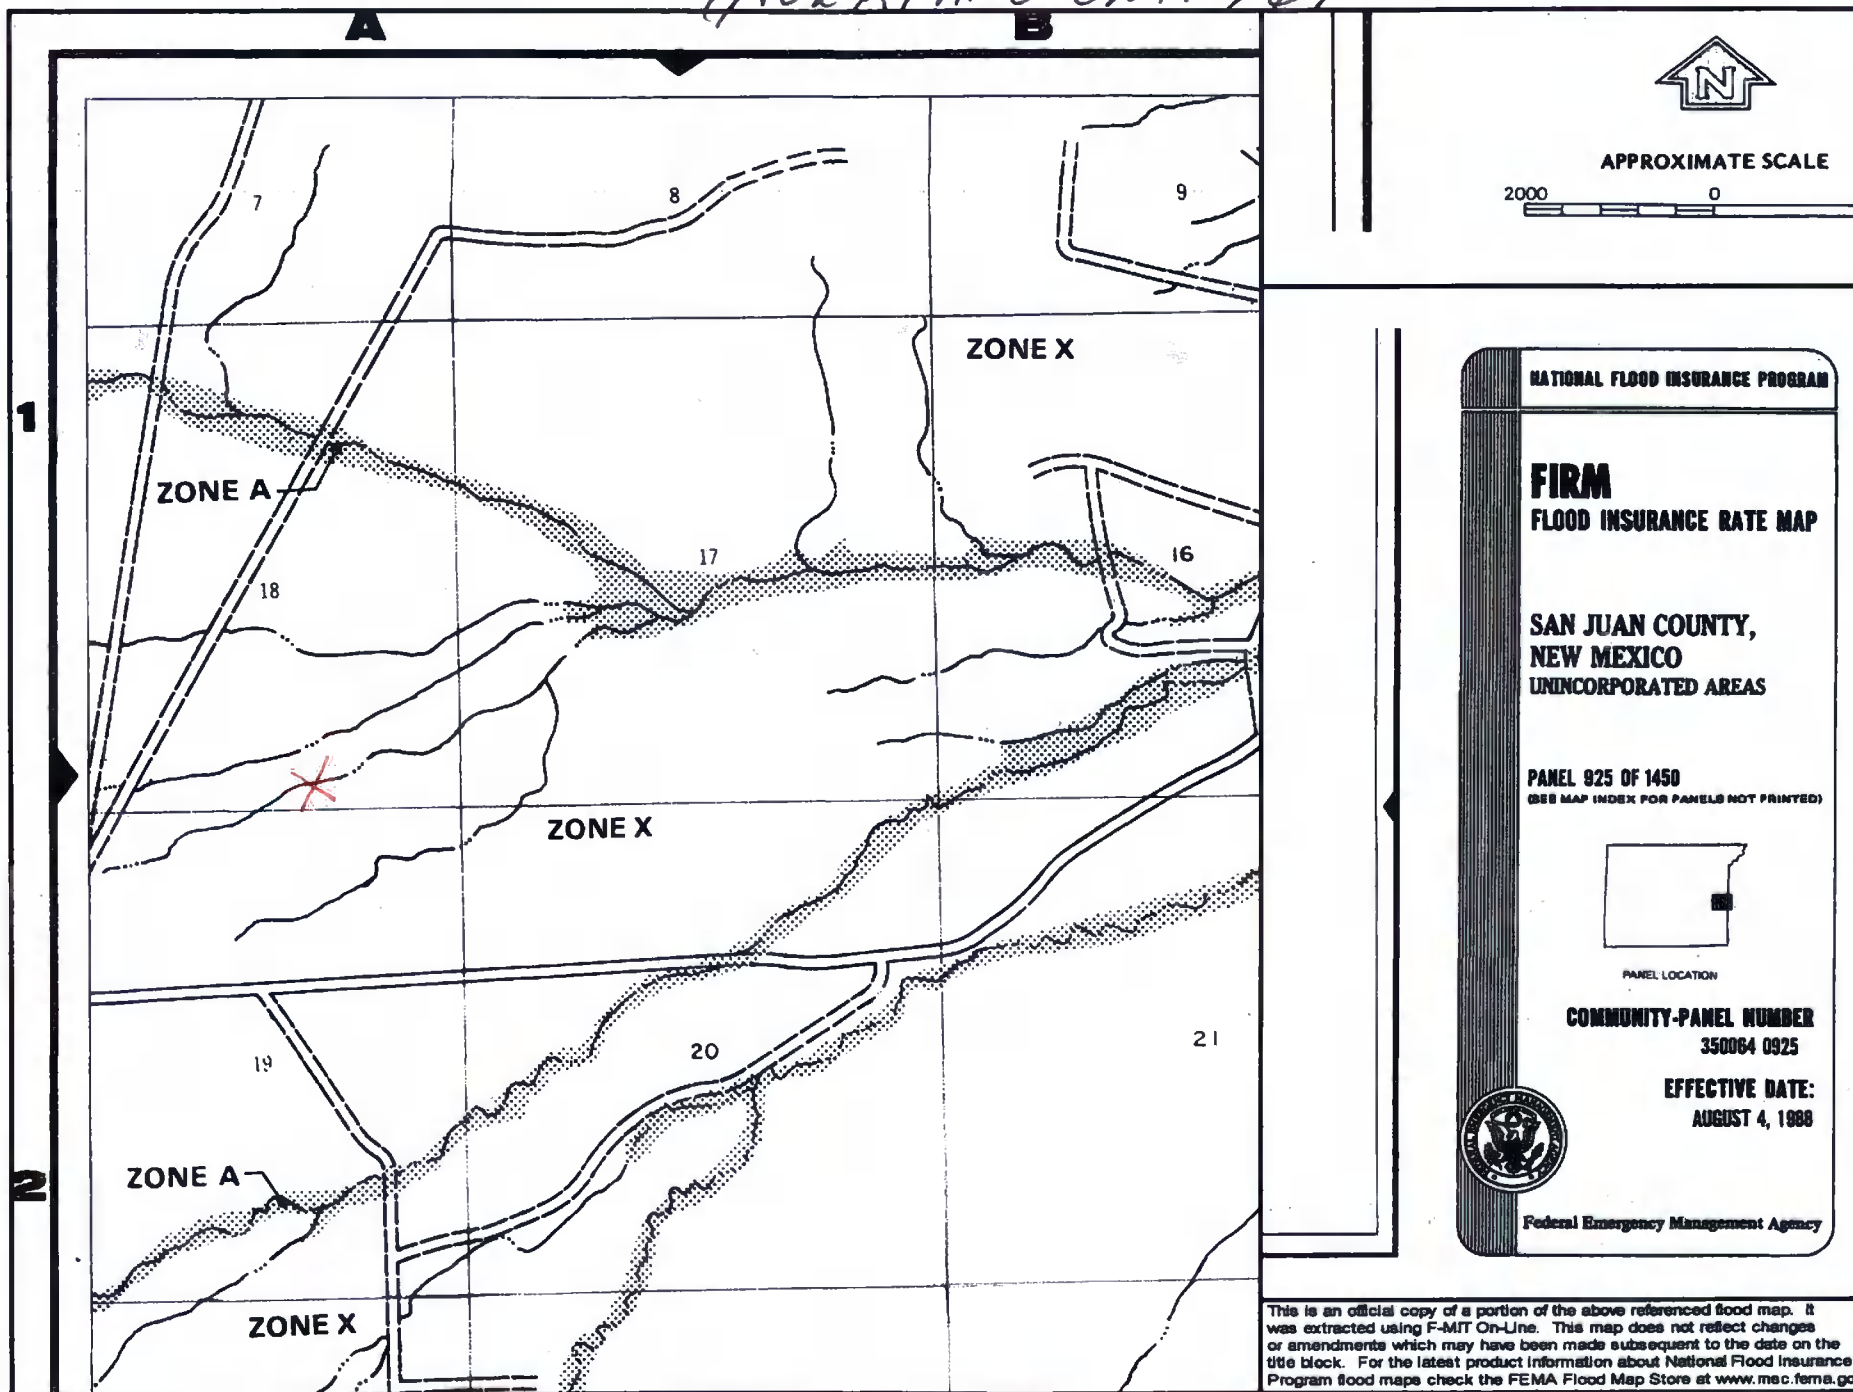 A
B
N
APPROXIMATE SCALE
2000 0
7
8
9
ZONE X
NATIONAL FLOOD INSURANCE PROGRAM
1
FIRM
ZONE A
FLOOD INSURANCE RATE MAP
17
16
18
SAN JUAN COUNTY,
NEW MEXICO
UNINCORPORATED AREAS
PANEL 925 OF 1450
(SEE MAP INDEX FOR PANELS NOT PRINTED)
ZONE X
PANEL LOCATION
COMMUNITY-PANEL NUMBER
350064 0925
19
20
21
EFFECTIVE DATE:
AUGUST 4, 1988
2
ZONE A
Federal Emergency Management Agency
ZONE X
This is an official copy of a portion of the above referenced flood map. It
was extracted using F-MIT On-Line. This map does not reflect changes
or amendments which may have been made subsequent to the date on the
title block. For the latest product information about National Flood Insurance
Program flood maps check the FEMA Flood Map Store at www.msc.fema.go